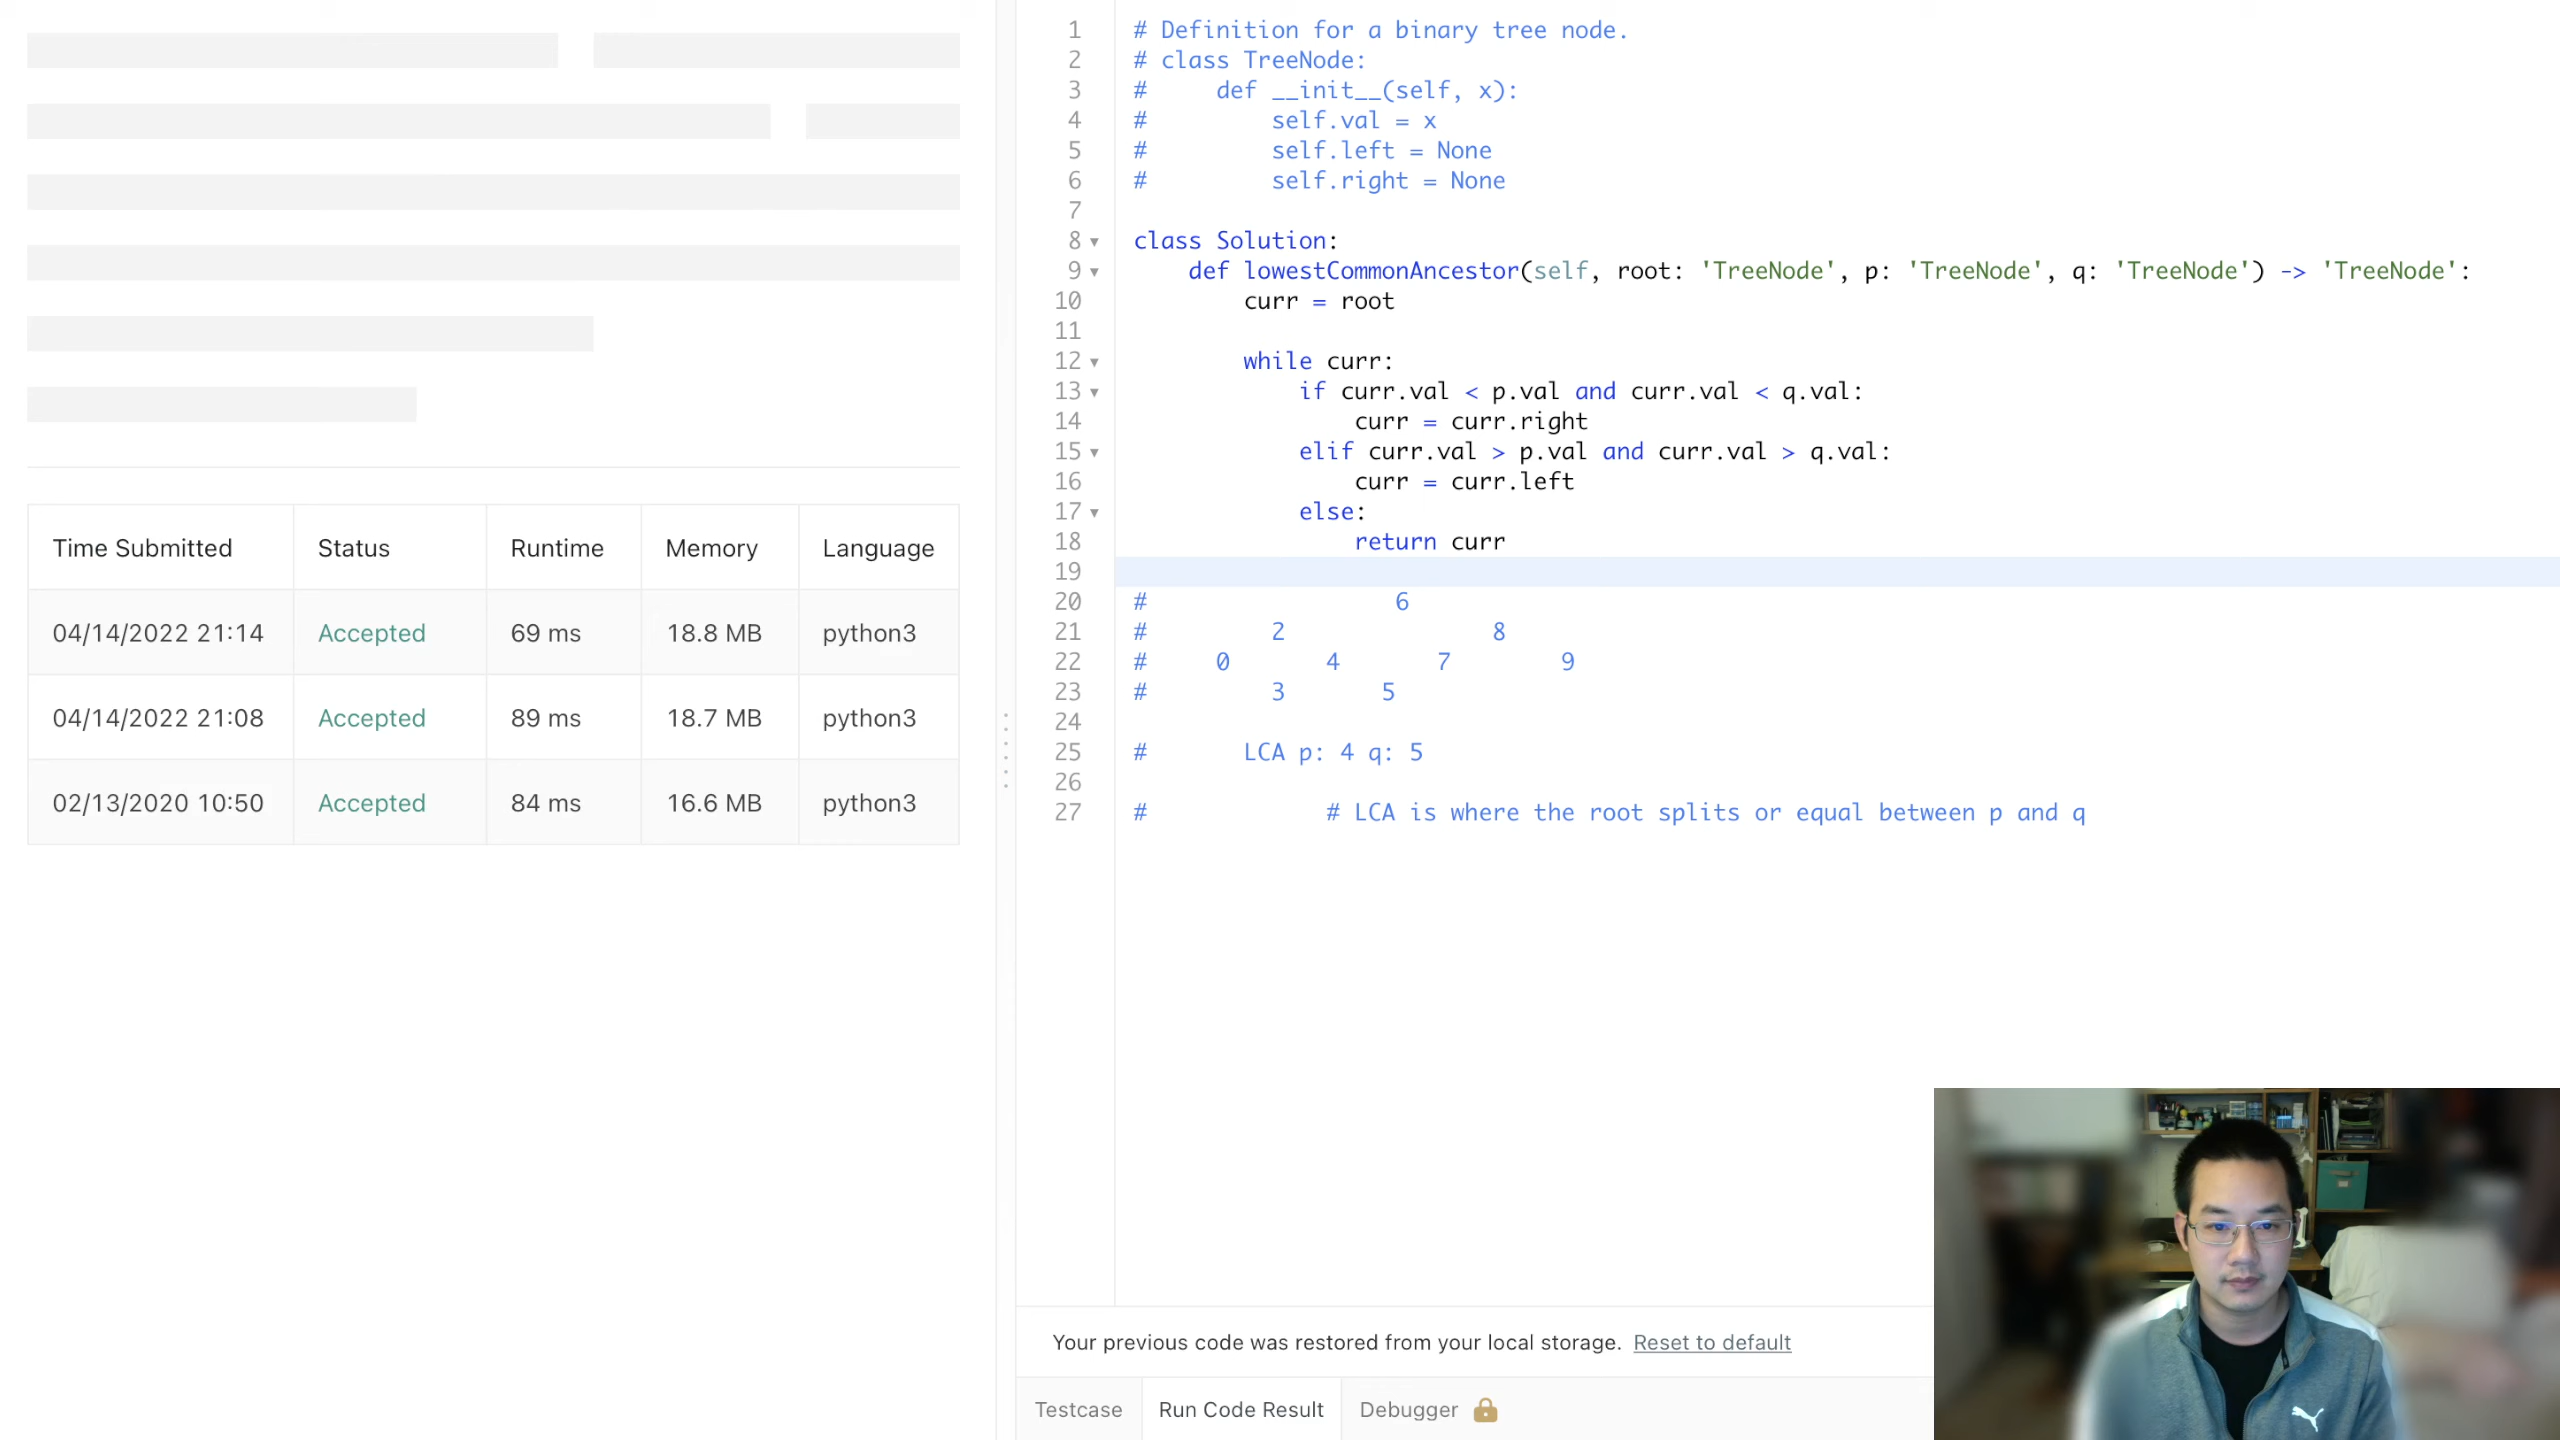 Time Submitted Status Runtime Memory Language
04/14/2022 21:14 Accepted 69 ms 18.8 MB python3
04/14/2022 21:08 Accepted 89 ms 18.7 MB python3
02/13/2020 10:50 Accepted 84 ms 16.6 MB python3
1 # Definition for a binary tree node.
2 # class TreeNode:
3 #     def __init__(self, x):
4 #         self.val = x
5 #         self.left = None
6 #         self.right = None
7
8 class Solution:
9     def lowestCommonAncestor(self, root: 'TreeNode', p: 'TreeNode', q: 'TreeNode') -> 'TreeNode':
10         curr = root
11
12         while curr:
13             if curr.val < p.val and curr.val < q.val:
14                 curr = curr.right
15             elif curr.val > p.val and curr.val > q.val:
16                 curr = curr.left
17             else:
18                 return curr
19
20 #                  6
21 #         2               8
22 #     0       4       7        9
23 #         3       5
24
25 #       LCA p: 4 q: 5
26
27 #             # LCA is where the root splits or equal between p and q
Your previous code was restored from your local storage. Reset to default
Testcase Run Code Result Debugger